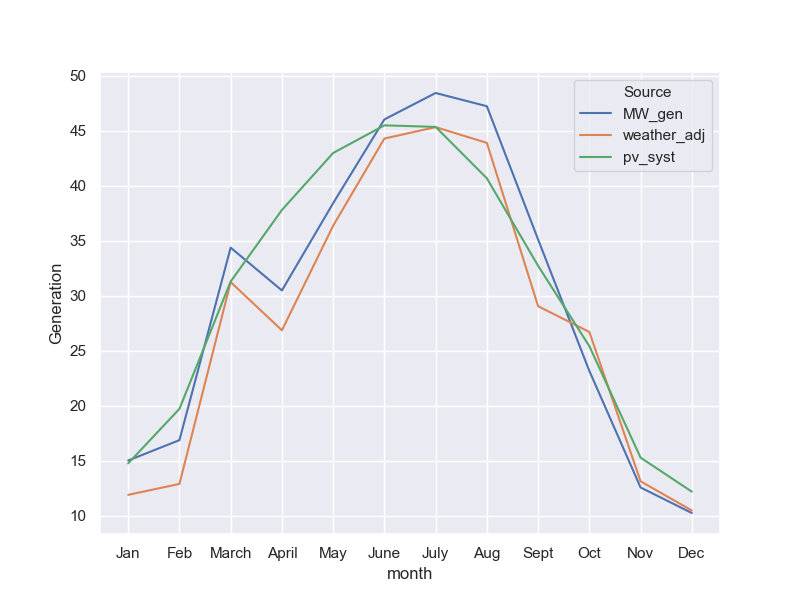 50
45
40
35
30
25
20
15
10
Generation
Source
MW_gen
weather_adj
pv_syst
Jan Feb March April May June July Aug Sept Oct Nov Dec
month